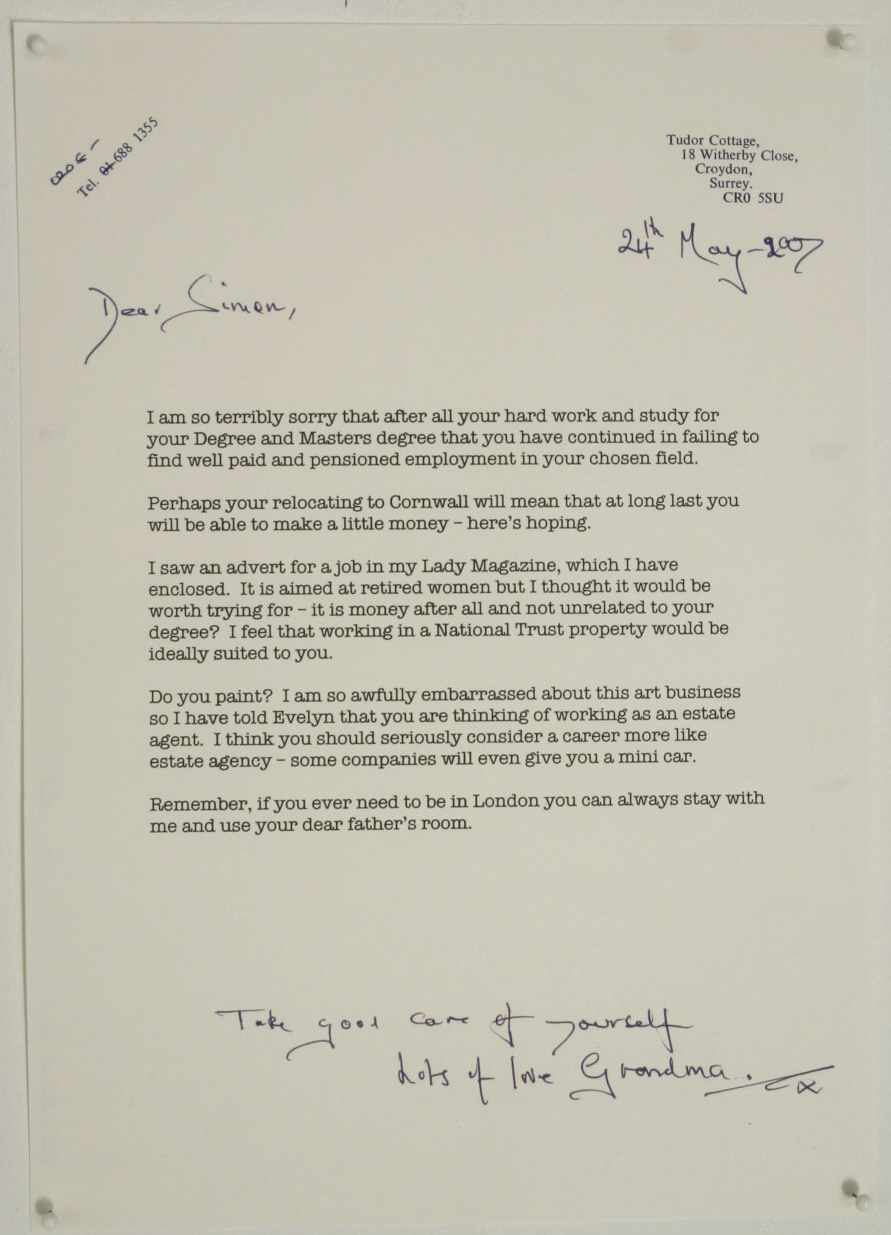 0208 -
Tel. 01-688 1355
Tudor Cottage,
18 Witherby Close,
Croydon,
Surrey.
CR0 5SU
24th May - 2007
Dear Simon,
I am so terribly sorry that after all your hard work and study for
your Degree and Masters degree that you have continued in failing to
find well paid and pensioned employment in your chosen field.
Perhaps your relocating to Cornwall will mean that at long last you
will be able to make a little money – here's hoping.
I saw an advert for a job in my Lady Magazine, which I have
enclosed.  It is aimed at retired women but I thought it would be
worth trying for – it is money after all and not unrelated to your
degree?  I feel that working in a National Trust property would be
ideally suited to you.
Do you paint?  I am so awfully embarrassed about this art business
so I have told Evelyn that you are thinking of working as an estate
agent.  I think you should seriously consider a career more like
estate agency – some companies will even give you a mini car.
Remember, if you ever need to be in London you can always stay with
me and use your dear father's room.
Take good care of yourself
Lots of love Grandma. x